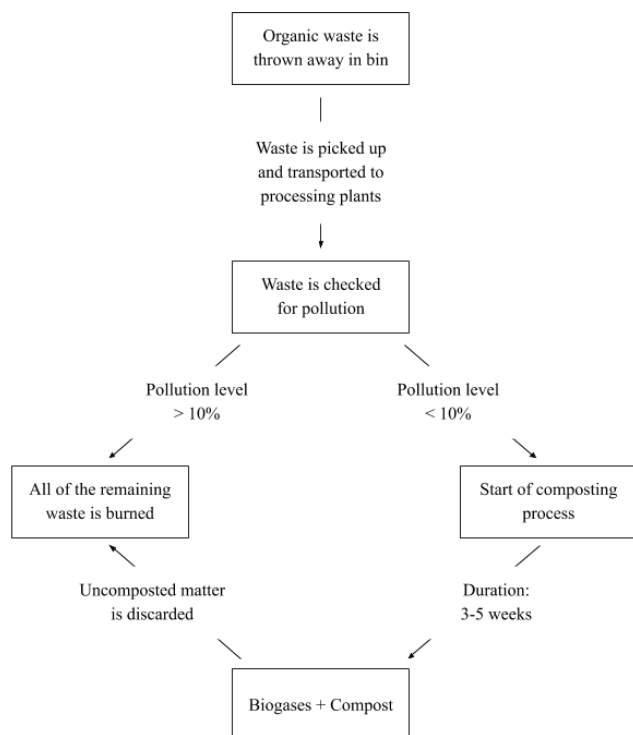 Organic waste is
thrown away in bin
Waste is picked up
and transported to
processing plants
Waste is checked
for pollution
Pollution level
> 10%
Pollution level
< 10%
All of the remaining
waste is burned
Start of composting
process
Uncomposted matter
is discarded
Duration:
3-5 weeks
Biogases + Compost